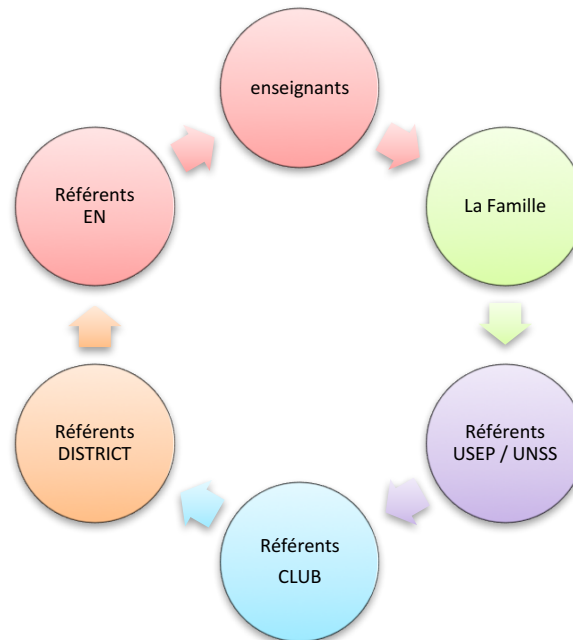 enseignants
La Famille
Référents
USEP / UNSS
Référents
CLUB
Référents
DISTRICT
Référents
EN